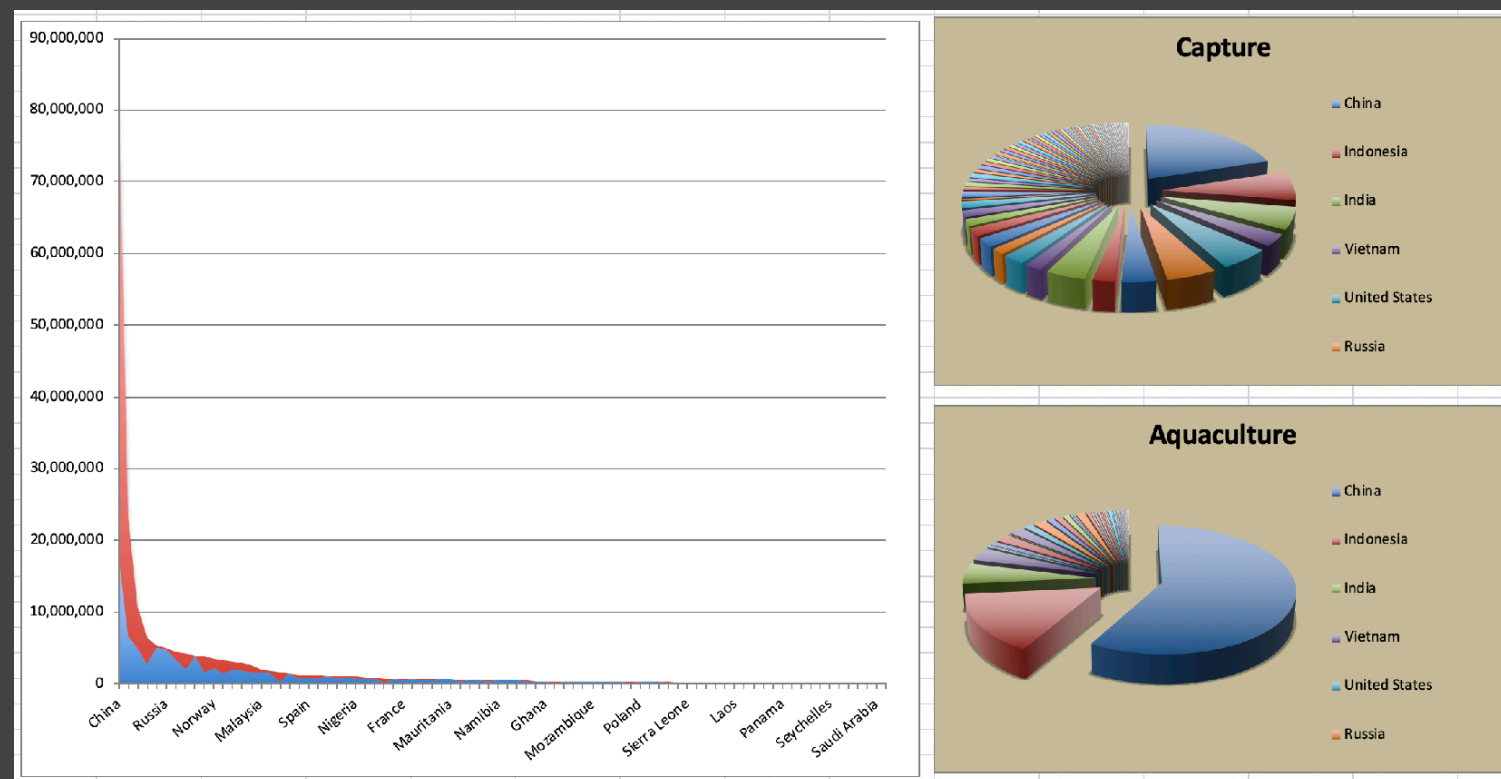 90,000,000
80,000,000
70,000,000
60,000,000
50,000,000
40,000,000
30,000,000
20,000,000
10,000,000
0
China
Russia
Norway
Malaysia
Spain
Nigeria
France
Mauritania
Namibia
Ghana
Mozambique
Poland
Sierra Leone
Laos
Panama
Seychelles
Saudi Arabia
Capture
China
Indonesia
India
Vietnam
United States
Russia
Aquaculture
China
Indonesia
India
Vietnam
United States
Russia